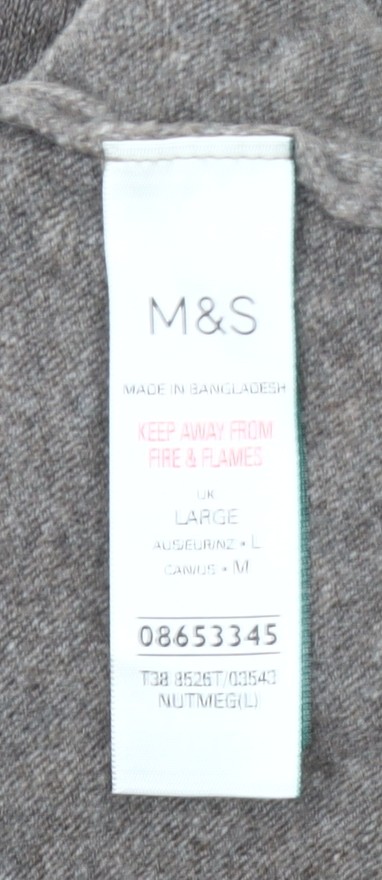 M&S
MADE IN BANGLADESH
KEEP AWAY FROM
FIRE & FLAMES
UK
LARGE
AUS/EUR/NZ • L
CAN/US • M
08653345
T38 8526T/03543
NUTMEG(L)